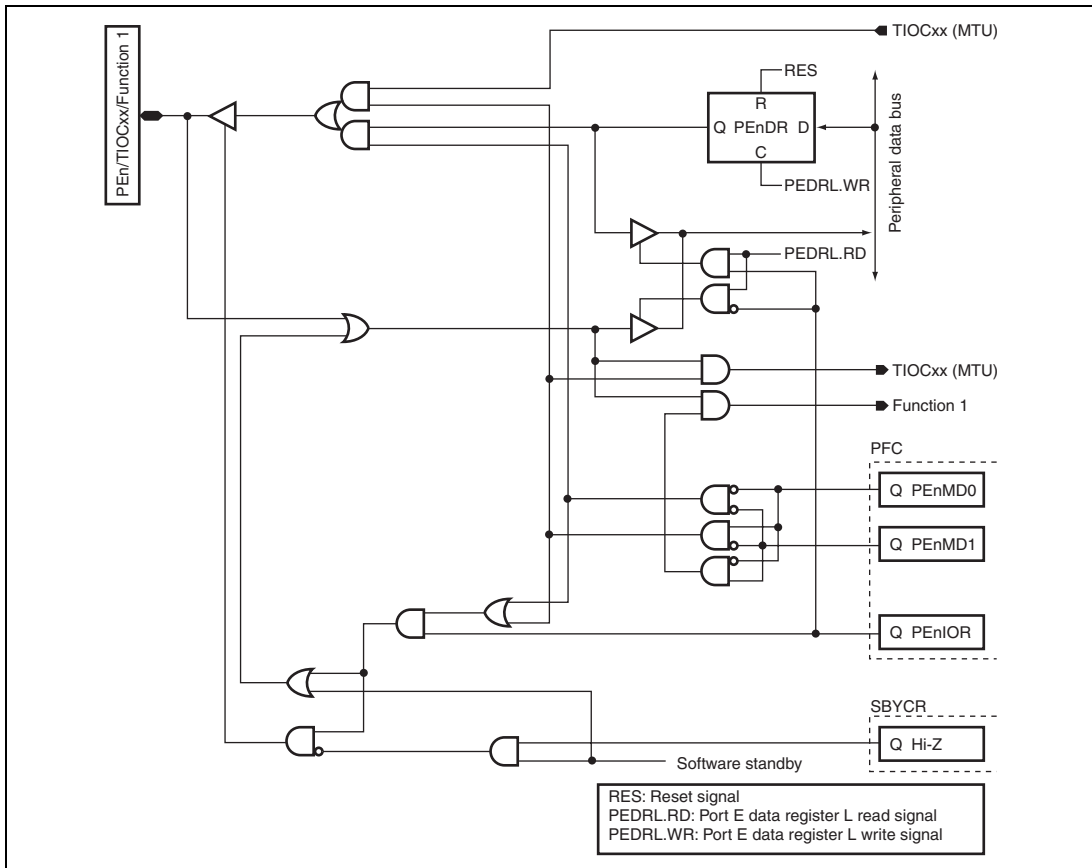 PEn/TIOCxx/Function 1
TIOCxx (MTU)
RES
R
Q PEnDR D
C
PEDRL.WR
Peripheral data bus
PEDRL.RD
TIOCxx (MTU)
Function 1
PFC
Q PEnMD0
Q PEnMD1
Q PEnIOR
SBYCR
Q Hi-Z
Software standby
RES: Reset signal
PEDRL.RD: Port E data register L read signal
PEDRL.WR: Port E data register L write signal